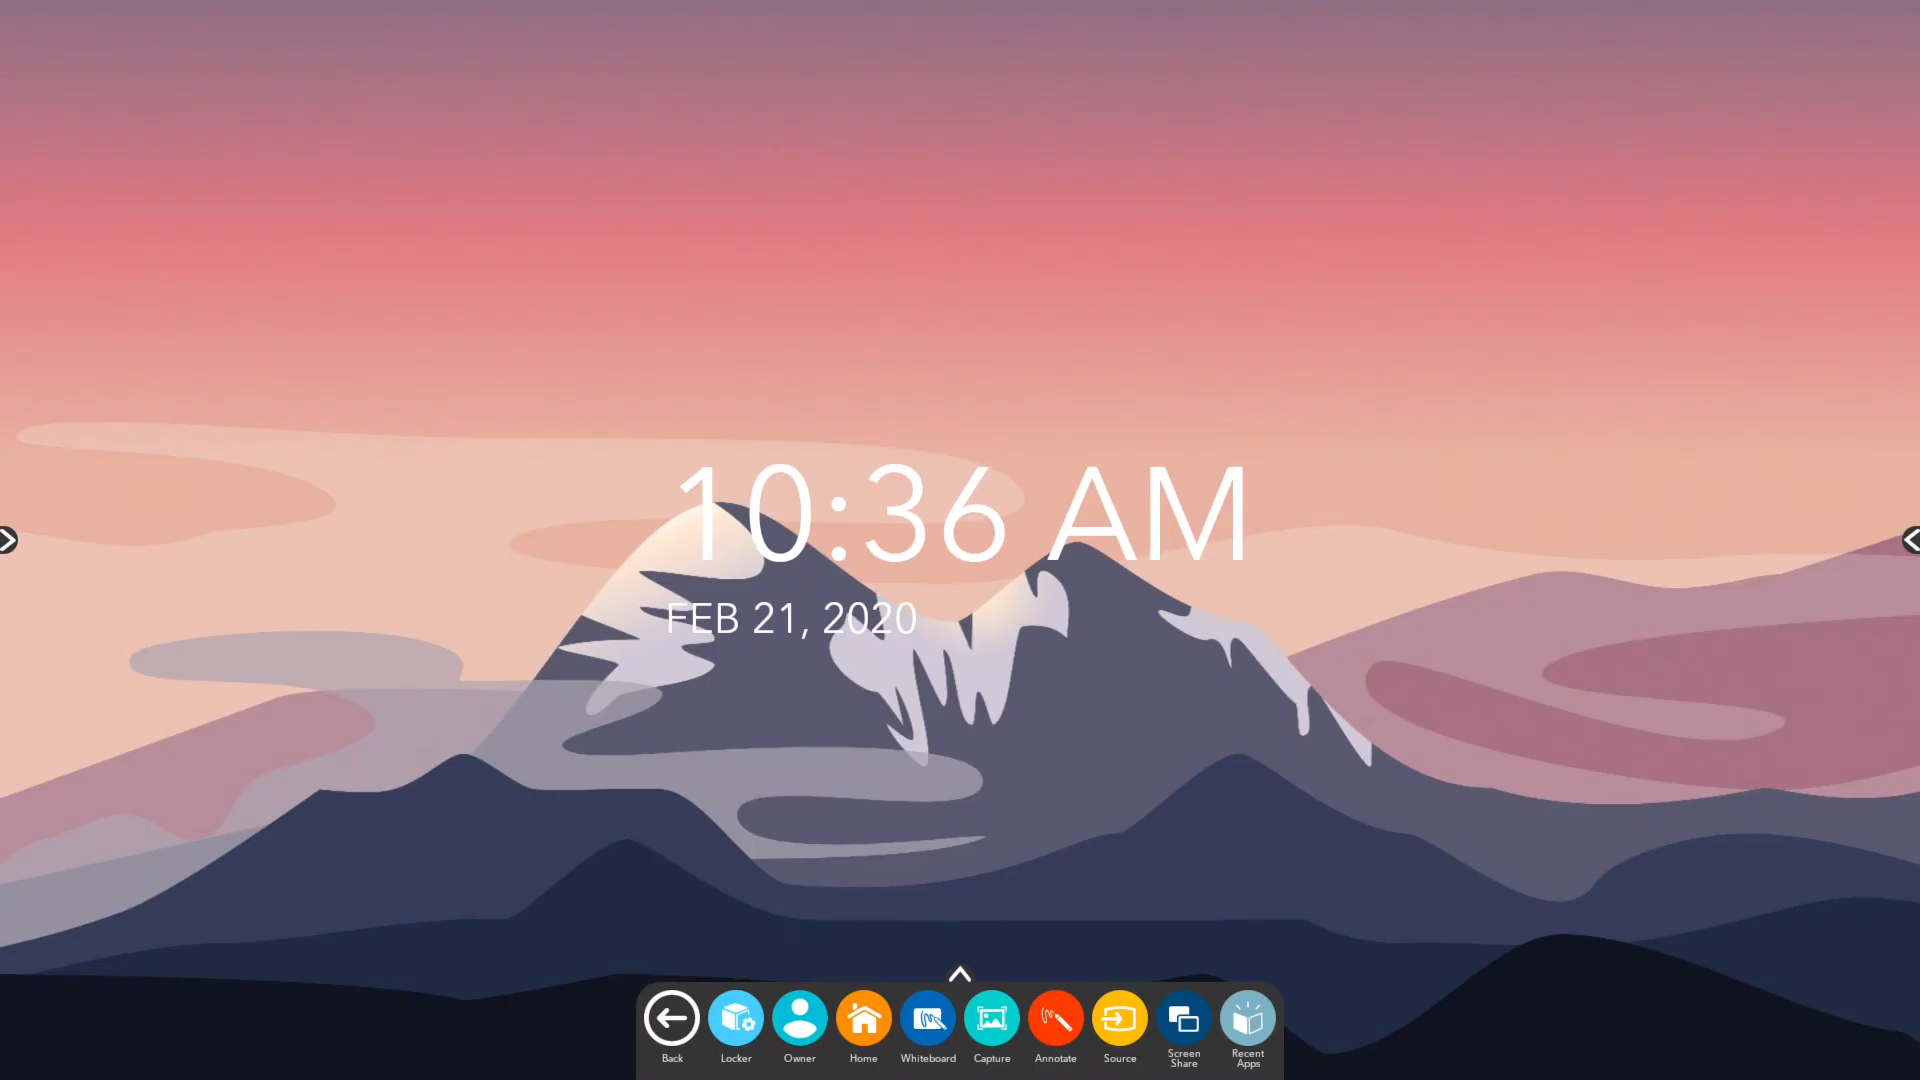 10:36 AM
FEB 21, 2020
Back
Locker
Owner
Home
Whiteboard
Capture
Annotate
Source
Screen
Share
Recent
Apps